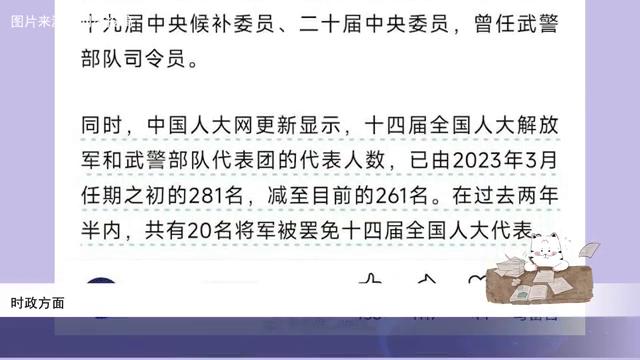 图片来源
十九届中央候补委员、二十届中央委员，曾任武警
部队司令员。
同时，中国人大网更新显示，十四届全国人大解放
军和武警部队代表团的代表人数，已由2023年3月
任期之初的281名，减至目前的261名。在过去两年
半内，共有20名将军被罢免十四届全国人大代表
时政方面